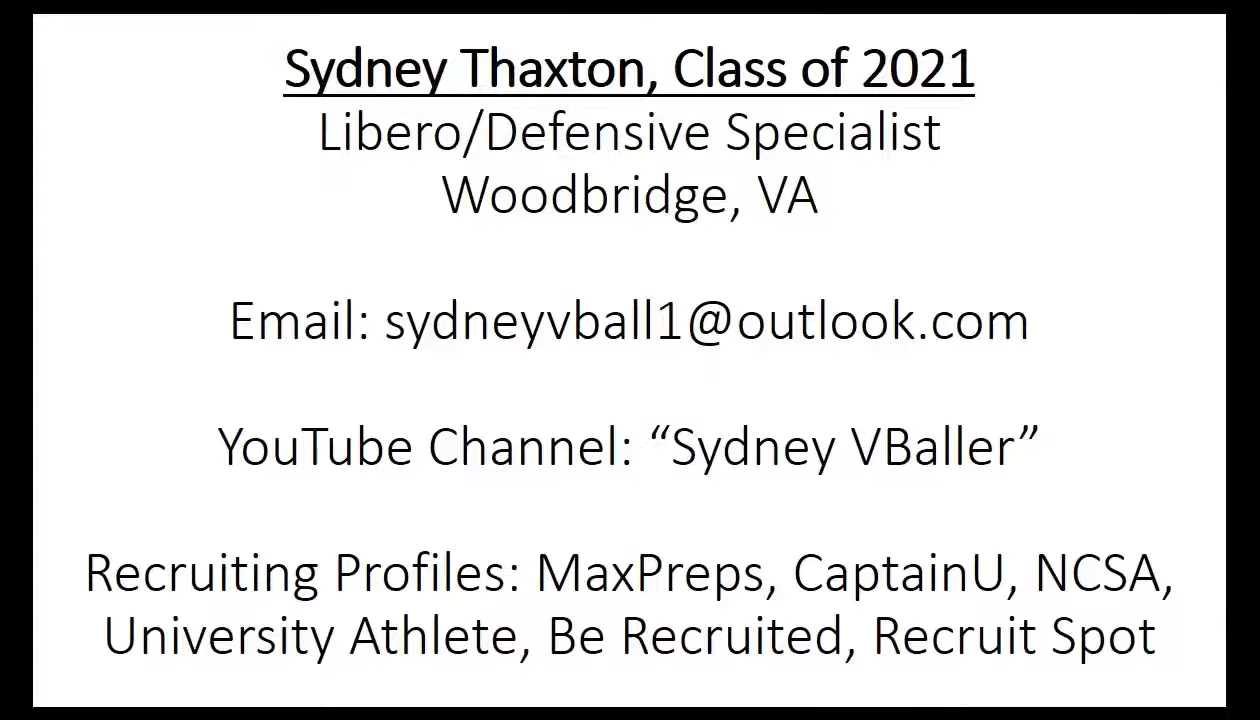 Sydney Thaxton, Class of 2021
Libero/Defensive Specialist
Woodbridge, VA
Email: sydneyvball1@outlook.com
YouTube Channel: “Sydney VBaller”
Recruiting Profiles: MaxPreps, CaptainU, NCSA,
University Athlete, Be Recruited, Recruit Spot